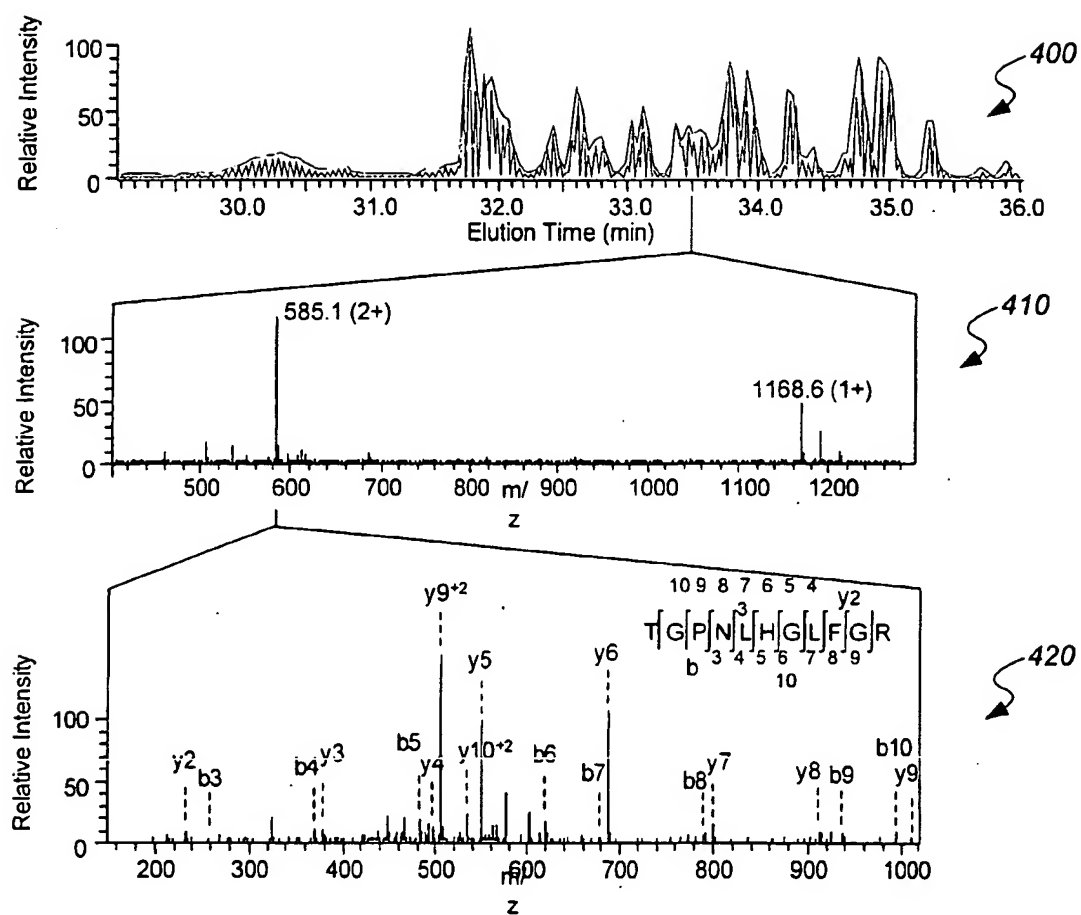 Relative Intensity
100
50
0
400
30.0 31.0 32.0 33.0 34.0 35.0 36.0
Elution Time (min)
585.1 (2+)
410
Relative Intensity
100
50
0
1168.6 (1+)
500 600 700 800 900 1000 1100 1200
m/
z
10 9 8 7 6 5 4
y2
3
TGPNLHGLFGR
b 3 4 5 6 7 8 9
10
420
Relative Intensity
100
50
0
y9+2
y5
y6
y2
b3
b4
y3
b5
y4
y10+2
b6
b7
b8
y7
y8
b9
b10
y9
200 300 400 500 600 700 800 900 1000
m/
z